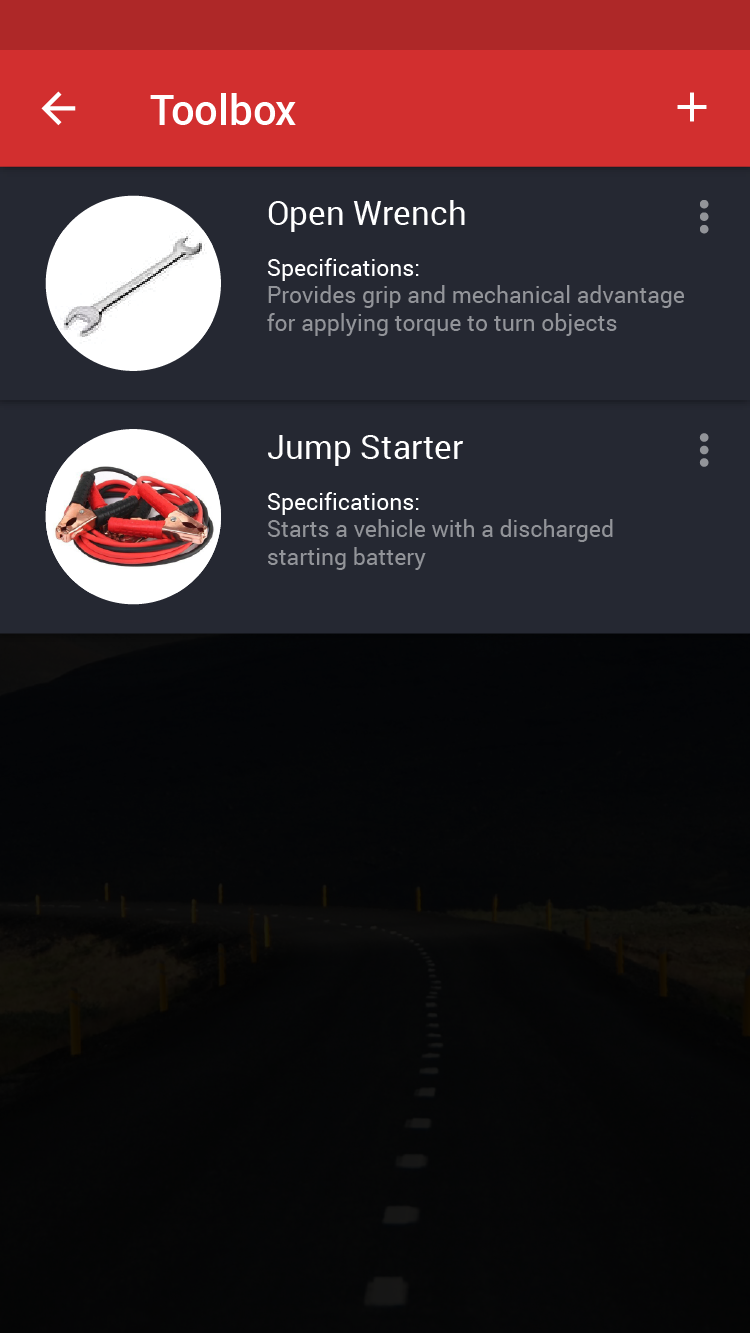 Toolbox
Open Wrench
Specifications:
Provides grip and mechanical advantage
for applying torque to turn objects
Jump Starter
Specifications:
Starts a vehicle with a discharged
starting battery